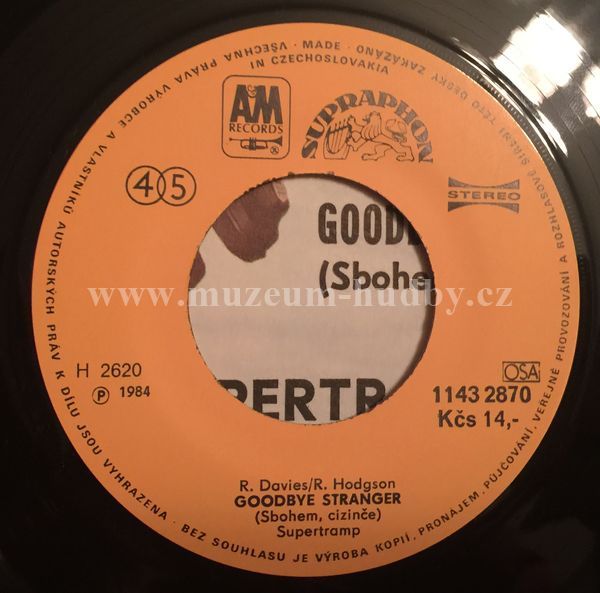 VŠECHNA PRÁVA VÝROBCE A VLASTNÍKŮ AUTORSKÝCH PRÁV K DÍLU JSOU VYHRAZENA · BEZ SOUHLASU JE VÝROBA KOPIÍ, PRONAJEM, PŮJČOVÁNÍ, VEREJNÉ PROVOZOVÁNÍ A ROZHLASOVÉ ŠÍŘENÍ TÉTO DESKY ZAKÁZÁNO · MADE ·
IN CZECHOSLOVAKIA
A&M
RECORDS
SUPRAPHON
45
STEREO
GOOD
(Sbohe
www.muzeum-hudby.cz
PERTR
H 2620
℗ 1984
OSA
1143 2870
Kčs 14,-
R. Davies/R. Hodgson
GOODBYE STRANGER
(Sbohem, cizinče)
Supertramp